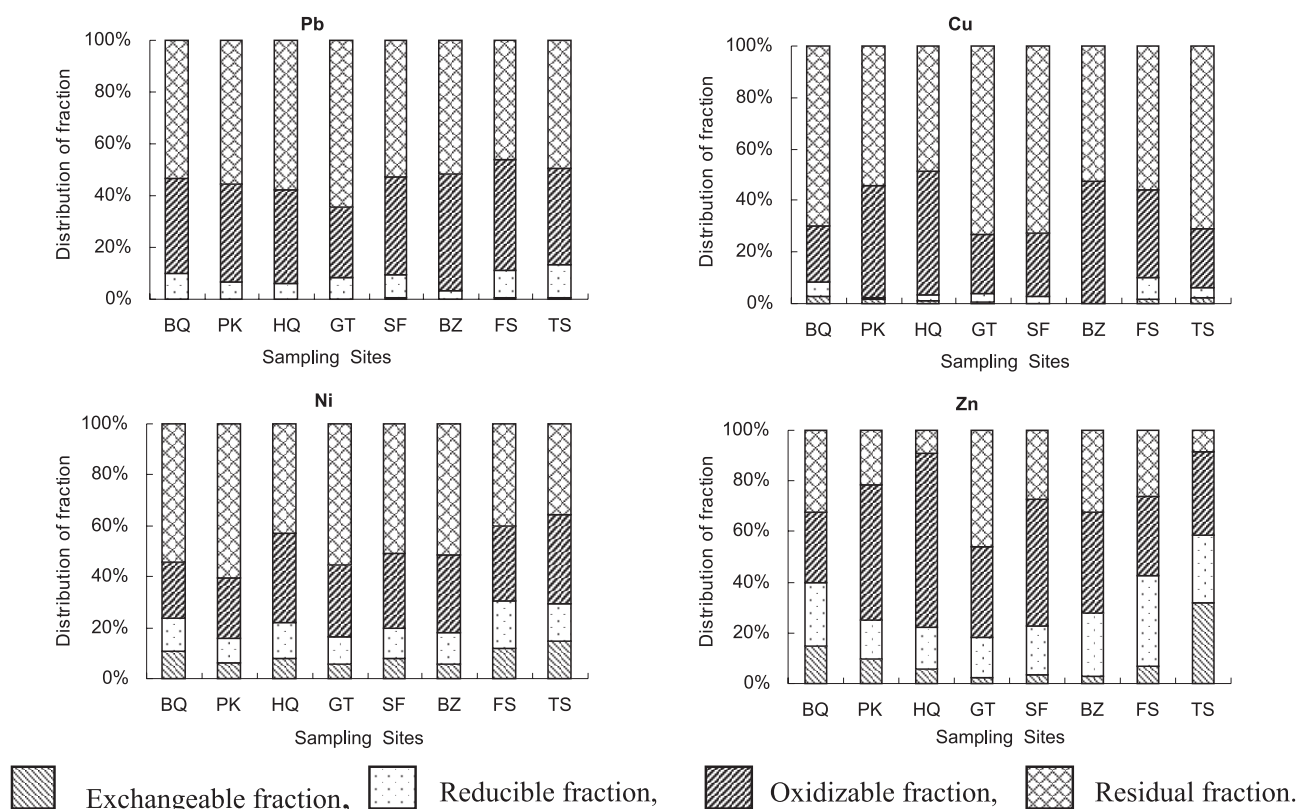 Pb
Distribution of fraction
100%
80%
60%
40%
20%
0%
BQ PK HQ GT SF BZ FS TS
Sampling Sites
Cu
Distribution of fraction
100%
80%
60%
40%
20%
0%
BQ PK HQ GT SF BZ FS TS
Sampling Sites
Ni
Distribution of fraction
100%
80%
60%
40%
20%
0%
BQ PK HQ GT SF BZ FS TS
Sampling Sites
Zn
Distribution of fraction
100%
80%
60%
40%
20%
0%
BQ PK HQ GT SF BZ FS TS
Sampling Sites
Exchangeable fraction, Reducible fraction, Oxidizable fraction, Residual fraction.